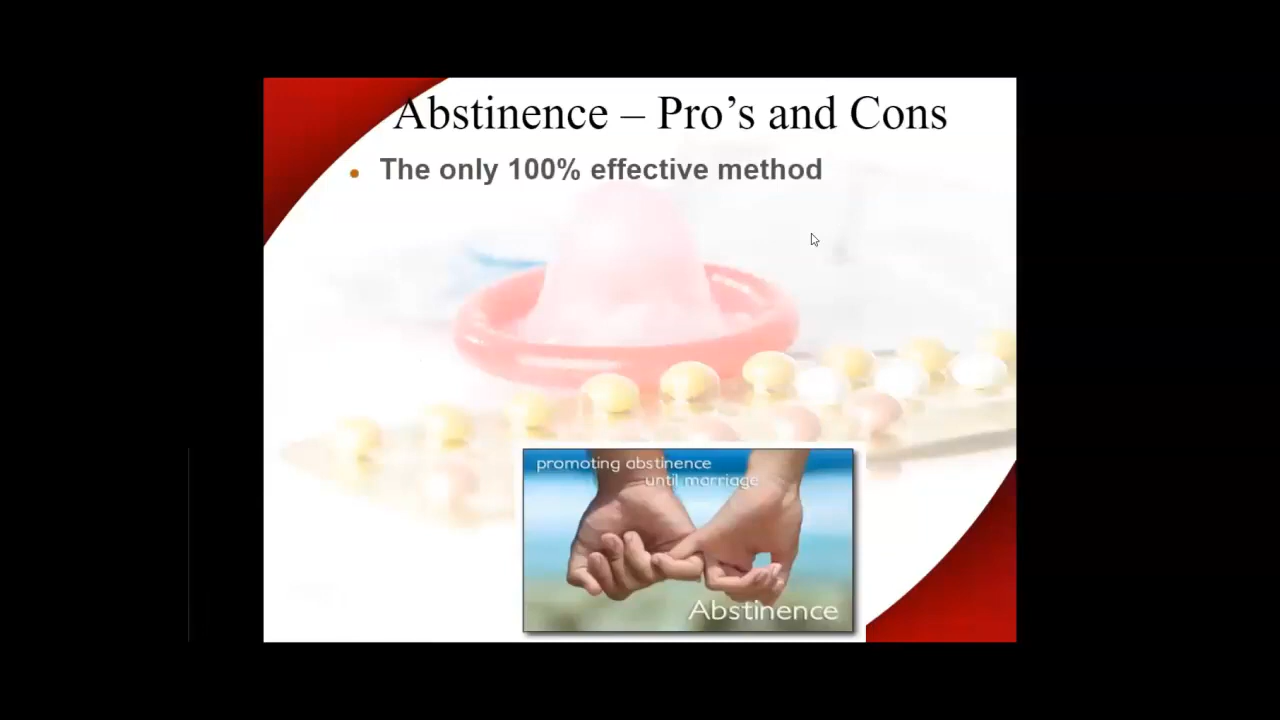 Abstinence – Pro’s and Cons
• The only 100% effective method
promoting abstinence
until marriage
Abstinence